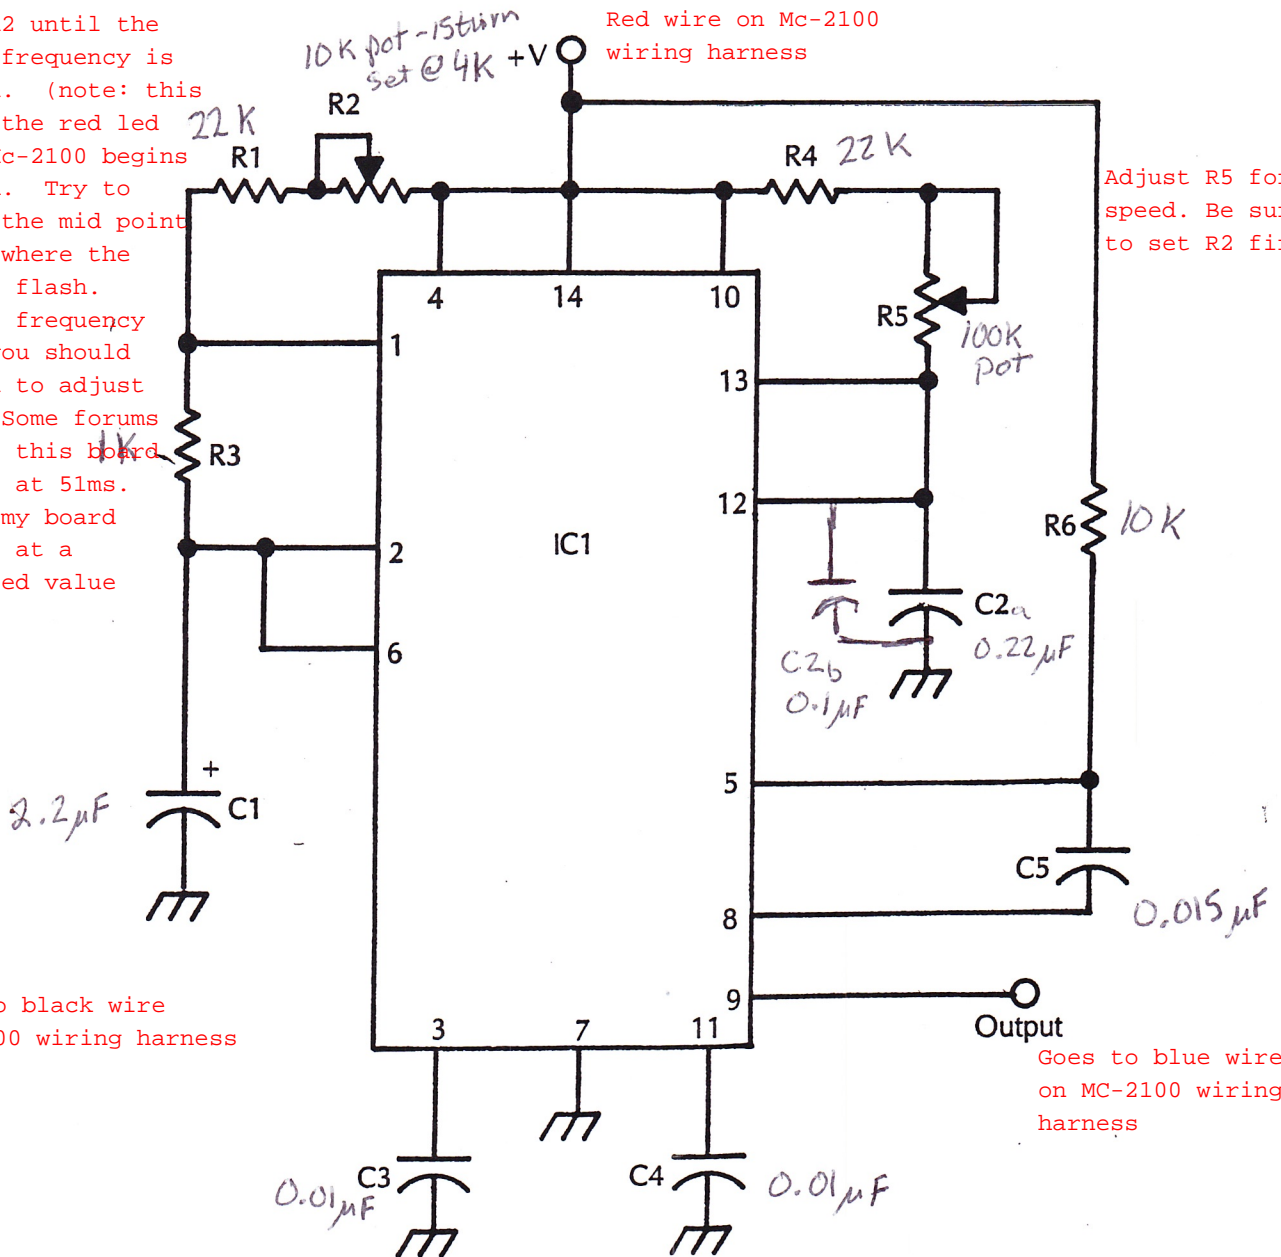 2 until the
frequency is
. (note: this
the red led
Mc-2100 begins
. Try to
the mid point
where the
flash.
frequency
you should
to adjust
Some forums
this board
at 51ms.
my board
at a
ed value
10K pot-15turn
set @ 4K
+V
Red wire on Mc-2100
wiring harness
22K
R1
R2
R4
22K
Adjust R5 for
speed. Be su
to set R2 fi
4
14
10
R5
100K
pot
1
13
1K
R3
12
IC1
R6
10K
2
C2a
0.22µF
C2b
0.1µF
6
+
C1
2.2µF
5
C5
0.015µF
8
9
Output
black wire
00 wiring harness
3
7
11
Goes to blue wire
on MC-2100 wiring
harness
C3
0.01µF
C4
0.01µF